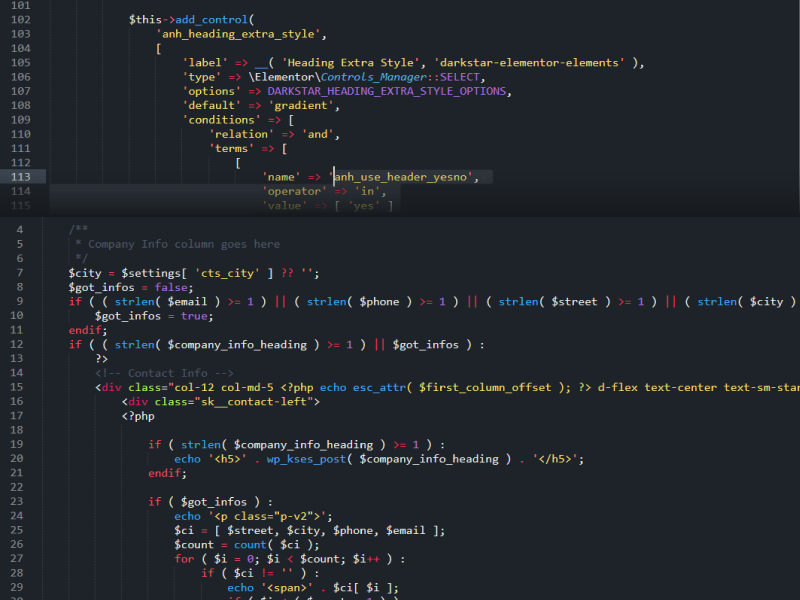 101
102 $this->add_control(
103 'anh_heading_extra_style',
104 [
105 'label' => __( 'Heading Extra Style', 'darkstar-elementor-elements' ),
106 'type' => \Elementor\Controls_Manager::SELECT,
107 'options' => DARKSTAR_HEADING_EXTRA_STYLE_OPTIONS,
108 'default' => 'gradient',
109 'conditions' => [
110 'relation' => 'and',
111 'terms' => [
112 [
113 'name' => 'anh_use_header_yesno',
114 'operator' => 'in',
115 'value' => [ 'yes' ]
4 /**
5 * Company Info column goes here
6 */
7 $city = $settings[ 'cts_city' ] ?? '';
8 $got_infos = false;
9 if ( ( strlen( $email ) >= 1 ) || ( strlen( $phone ) >= 1 ) || ( strlen( $street ) >= 1 ) || ( strlen( $city )
10 $got_infos = true;
11 endif;
12 if ( ( strlen( $company_info_heading ) >= 1 ) || $got_infos ) :
13 ?>
14 <!-- Contact Info -->
15 <div class="col-12 col-md-5 <?php echo esc_attr( $first_column_offset ); ?> d-flex text-center text-sm-star
16 <div class="sk__contact-left">
17 <?php
18
19 if ( strlen( $company_info_heading ) >= 1 ) :
20 echo '<h5>' . wp_kses_post( $company_info_heading ) . '</h5>';
21 endif;
22
23 if ( $got_infos ) :
24 echo '<p class="p-v2">';
25 $ci = [ $street, $city, $phone, $email ];
26 $count = count( $ci );
27 for ( $i = 0; $i < $count; $i++ ) :
28 if ( $ci != '' ) :
29 echo '<span>' . $ci[ $i ];